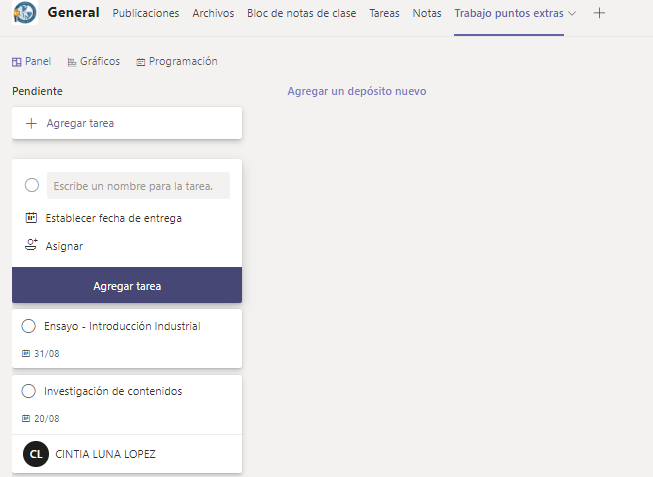 General Publicaciones Archivos Bloc de notas de clase Tareas Notas Trabajo puntos extras
Panel Gráficos Programación
Pendiente
Agregar un depósito nuevo
Agregar tarea
Escribe un nombre para la tarea.
Establecer fecha de entrega
Asignar
Agregar tarea
Ensayo - Introducción Industrial
31/08
Investigación de contenidos
20/08
CL CINTIA LUNA LOPEZ